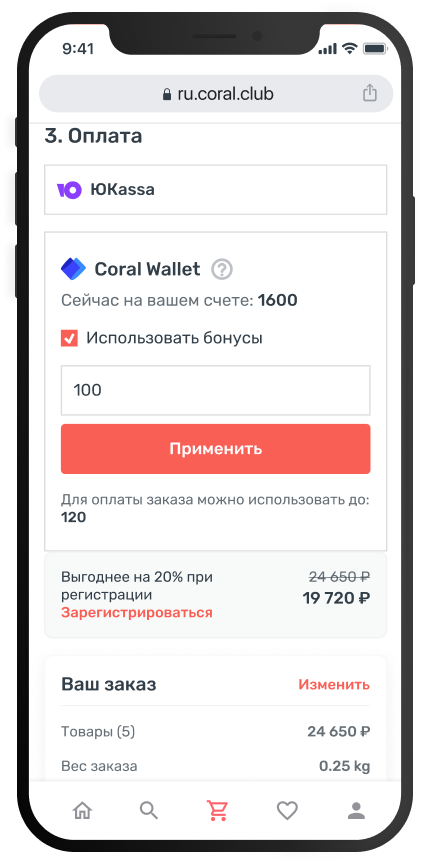 9:41
ru.coral.club
3. Оплата
ЮKassa
Coral Wallet ?
Сейчас на вашем счете: 1600
Использовать бонусы
100
Применить
Для оплаты заказа можно использовать до:
120
Выгоднее на 20% при
регистрации
Зарегистрироваться
24 650 ₽
19 720 ₽
Ваш заказ Изменить
Товары (5) 24 650 ₽
Вес заказа 0.25 kg